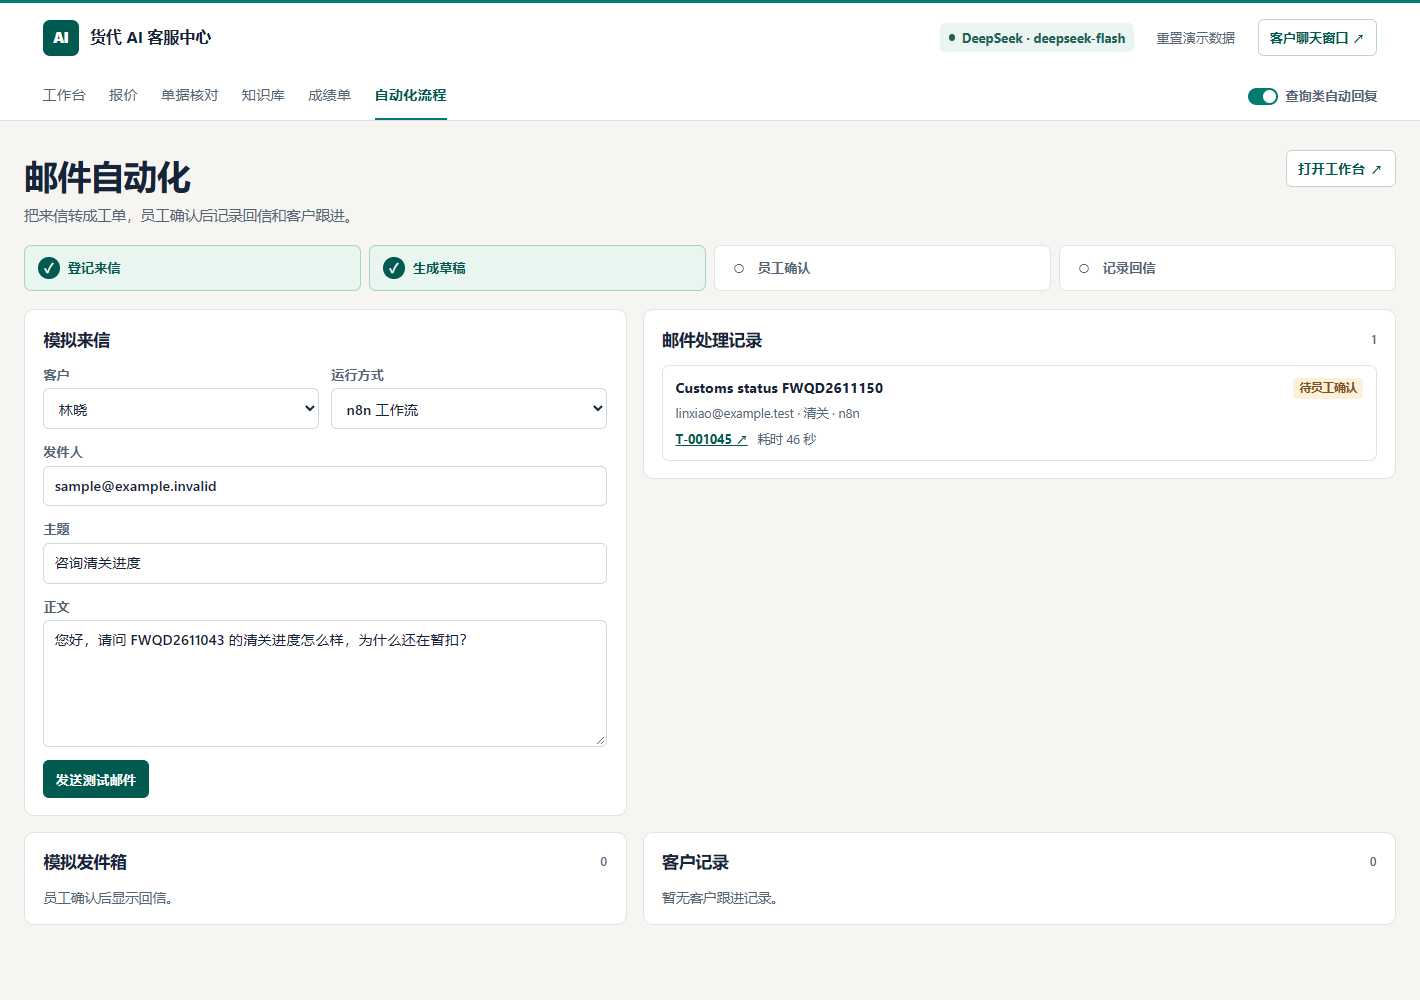 AI 货代 AI 客服中心
DeepSeek · deepseek-flash
重置演示数据
客户聊天窗口 ↗
工作台 报价 单据核对 知识库 成绩单 自动化流程
查询类自动回复
邮件自动化
打开工作台 ↗
把来信转成工单，员工确认后记录回信和客户跟进。
登记来信
生成草稿
员工确认
记录回信
模拟来信
客户
运行方式
林晓
n8n 工作流
发件人
sample@example.invalid
主题
咨询清关进度
正文
您好，请问 FWQD2611043 的清关进度怎么样，为什么还在暂扣？
发送测试邮件
邮件处理记录
1
Customs status FWQD2611150
待员工确认
linxiao@example.test · 清关 · n8n
T-001045 ↗ 耗时 46 秒
模拟发件箱
0
员工确认后显示回信。
客户记录
0
暂无客户跟进记录。